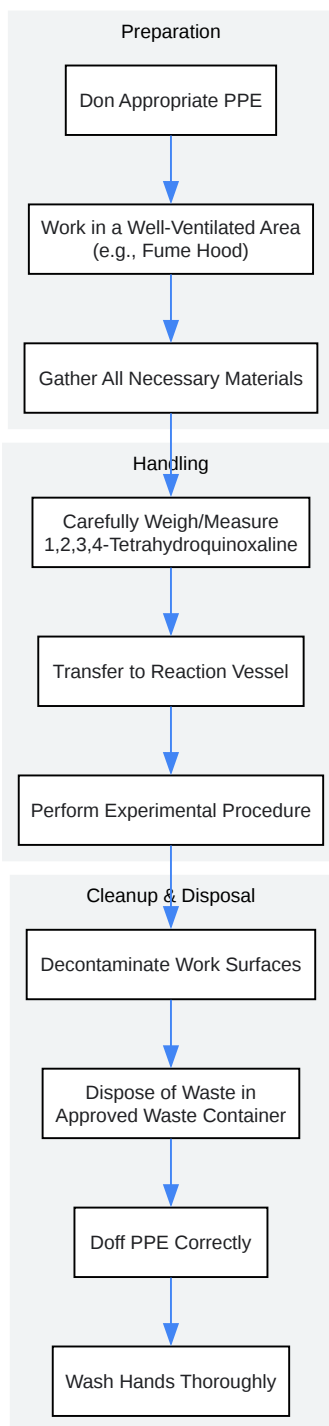 Preparation
Don Appropriate PPE
Work in a Well-Ventilated Area
(e.g., Fume Hood)
Gather All Necessary Materials
Handling
Carefully Weigh/Measure
1,2,3,4-Tetrahydroquinoxaline
Transfer to Reaction Vessel
Perform Experimental Procedure
Cleanup & Disposal
Decontaminate Work Surfaces
Dispose of Waste in
Approved Waste Container
Doff PPE Correctly
Wash Hands Thoroughly